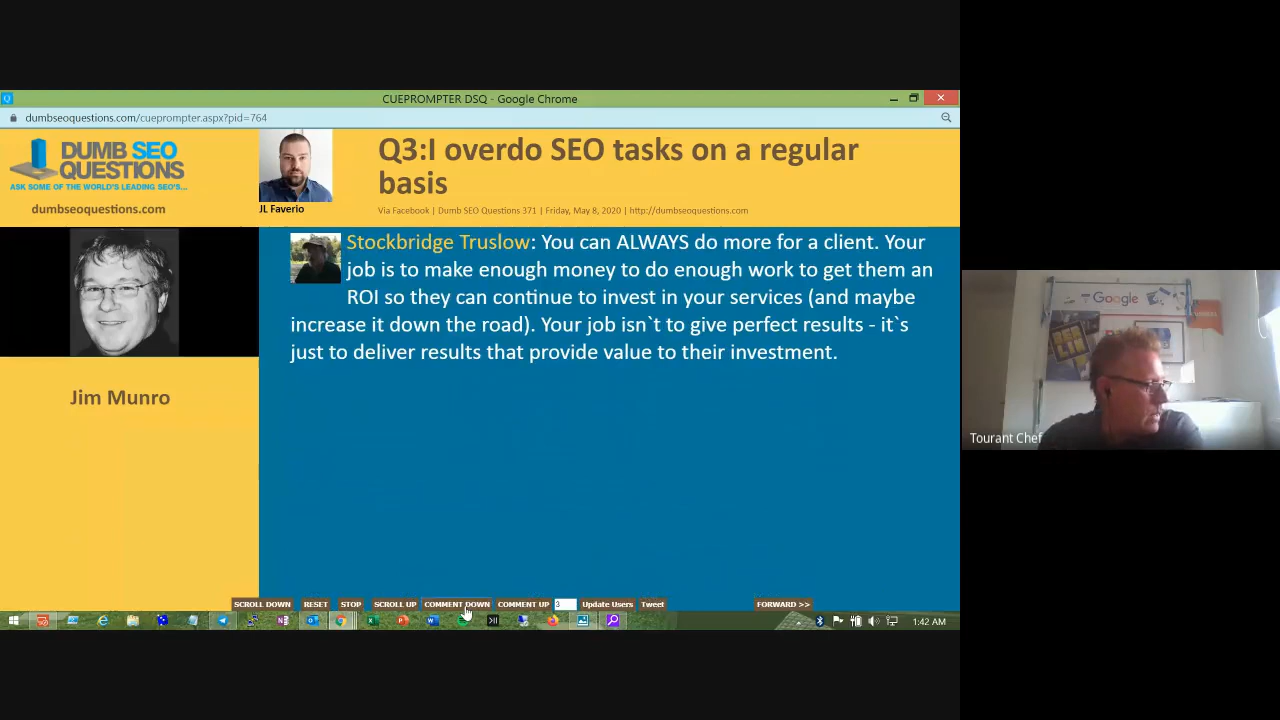 CUEPROMPTER DSQ - Google Chrome
dumbseoquestions.com/cueprompter.aspx?pid=764
DUMB SEO
QUESTIONS
ASK SOME OF THE WORLD'S LEADING SEO'S...
dumbseoquestions.com
JL Faverio
Q3:I overdo SEO tasks on a regular
basis
Via Facebook | Dumb SEO Questions 371 | Friday, May 8, 2020 | http://dumbseoquestions.com
Jim Munro
Stockbridge Truslow: You can ALWAYS do more for a client. Your
job is to make enough money to do enough work to get them an
ROI so they can continue to invest in your services (and maybe
increase it down the road). Your job isn`t to give perfect results - it`s
just to deliver results that provide value to their investment.
Google
Tourant Chef
SCROLL DOWN RESET STOP SCROLL UP COMMENT DOWN COMMENT UP 3 Update Users Tweet FORWARD >>
1:42 AM